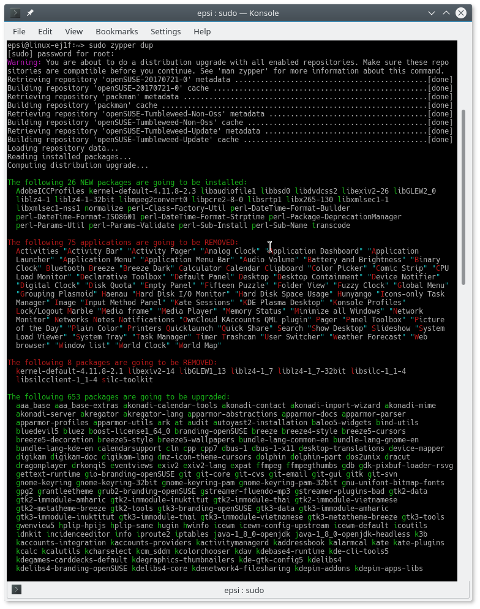 epsi : sudo — Konsole
File Edit View Bookmarks Settings Help
epsi@linux-ej1f:~> sudo zypper dup
[sudo] password for root:
Warning: You are about to do a distribution upgrade with all enabled repositories. Make sure these repo
sitories are compatible before you continue. See 'man zypper' for more information about this command.
Retrieving repository 'openSUSE-20170721-0' metadata ...[done]
Building repository 'openSUSE-20170721-0' cache ...[done]
Retrieving repository 'packman' metadata ...[done]
Building repository 'packman' cache ...[done]
Retrieving repository 'openSUSE-Tumbleweed-Non-Oss' metadata ...[done]
Building repository 'openSUSE-Tumbleweed-Non-Oss' cache ...[done]
Retrieving repository 'openSUSE-Tumbleweed-Update' metadata ...[done]
Building repository 'openSUSE-Tumbleweed-Update' cache ...[done]
Loading repository data...
Reading installed packages...
Computing distribution upgrade...
The following 26 NEW packages are going to be installed:
AdobeICCProfiles kernel-default-4.11.8-2.3 libaudiofile1 libbsd0 libdvdcss2 libexiv2-26 libGLEW2_0
liblz4-1 liblz4-1-32bit libmpeg2convert0 libpcre2-8-0 libsrtp1 libx265-130 libxmlsec1-1
libxmlsec1-nss1 normalize perl-Class-Factory-Util perl-DateTime-Format-Builder
perl-DateTime-Format-ISO8601 perl-DateTime-Format-Strptime perl-Package-DeprecationManager
perl-Params-Util perl-Params-Validate perl-Sub-Install perl-Sub-Name transcode
The following 75 applications are going to be REMOVED:
Activities "Activity Bar" "Activity Pager" "Analog Clock" "Application Dashboard" "Application
Launcher" "Application Menu" "Application Menu Bar" "Audio Volume" "Battery and Brightness" "Binary
Clock" Bluetooth Breeze "Breeze Dark" Calculator Calendar Clipboard "Color Picker" "Comic Strip" "CPU
Load Monitor" "Declarative Toolbox" "Default Panel" Desktop "Desktop Containment" "Device Notifier"
"Digital Clock" "Disk Quota" "Empty Panel" "Fifteen Puzzle" "Folder View" "Fuzzy Clock" "Global Menu"
"Grouping Plasmoid" Haenau "Hard Disk I/O Monitor" "Hard Disk Space Usage" Hunyango "Icons-only Task
Manager" Image "Input Method Panel" "Kate Sessions" "KDE Plasma Desktop" "Konsole Profiles"
Lock/Logout Marble "Media frame" "Media Player" "Memory Status" "Minimize all Windows" "Network
Monitor" Networks Notes Notifications "OwnCloud KAccounts QML plugin" Pager "Panel Toolbox" "Picture
of the Day" "Plain Color" Printers Quicklaunch "Quick Share" Search "Show Desktop" Slideshow "System
Load Viewer" "System Tray" "Task Manager" Timer Trashcan "User Switcher" "Weather Forecast" "Web
browser" "Window list" "World Clock" "World Map"
The following 8 packages are going to be REMOVED:
kernel-default-4.11.8-2.1 libexiv2-14 libGLEW1_13 liblz4-1_7 liblz4-1_7-32bit libsilc-1_1-4
libsilcclient-1_1-4 silc-toolkit
The following 653 packages are going to be upgraded:
aaa_base aaa_base-extras akonadi-calendar-tools akonadi-contact akonadi-import-wizard akonadi-mime
akonadi-server akregator akregator-lang apparmor-abstractions apparmor-docs apparmor-parser
apparmor-profiles apparmor-utils ark at audit autoyast2-installation baloo5-widgets bind-utils
bluedevil5 bluez boost-license1_64_0 branding-openSUSE breeze breeze4-style breeze5-cursors
breeze5-decoration breeze5-style breeze5-wallpapers bundle-lang-common-en bundle-lang-gnome-en
bundle-lang-kde-en calendarsupport cln cpp cpp7 dbus-1 dbus-1-x11 desktop-translations device-mapper
digikam digikam-doc digikam-lang dmz-icon-theme-cursors dolphin dolphin-part dos2unix dracut
dragonplayer drkonqi5 eventviews exiv2 exiv2-lang expat ffmpeg ffmpegthumbs gdb gdk-pixbuf-loader-rsvg
gettext-runtime gio-branding-openSUSE git git-core git-cvs git-email git-gui gitk git-svn
gnome-keyring gnome-keyring-32bit gnome-keyring-pam gnome-keyring-pam-32bit gnu-unifont-bitmap-fonts
gpg2 grantleetheme grub2-branding-openSUSE gstreamer-fluendo-mp3 gstreamer-plugins-bad gtk2-data
gtk2-immodule-amharic gtk2-immodule-inuktitut gtk2-immodule-thai gtk2-immodule-vietnamese
gtk2-metatheme-breeze gtk2-tools gtk3-branding-openSUSE gtk3-data gtk3-immodule-amharic
gtk3-immodule-inuktitut gtk3-immodule-thai gtk3-immodule-vietnamese gtk3-metatheme-breeze gtk3-tools
gwenview5 hplip-hpijs hplip-sane hugin hwinfo icewm icewm-config-upstream icewm-default icoutils
idnkit includeeditor info iproute2 iptables java-1_8_0-openjdk java-1_8_0-openjdk-headless k3b
kaccounts-integration kaccounts-providers kactivitymanagerd kaddressbook kalarmcal kate kate-plugins
kcalc kcalutils kcharselect kcm_sddm kcolorchooser kdav kdebase4-runtime kde-cli-tools5
kdegames-carddecks-default kdegraphics-thumbnailers kde-gtk-config5 kdelibs4
kdelibs4-branding-openSUSE kdelibs4-core kdenetwork4-filesharing kdepim-addons kdepim-apps-libs
epsi : sudo